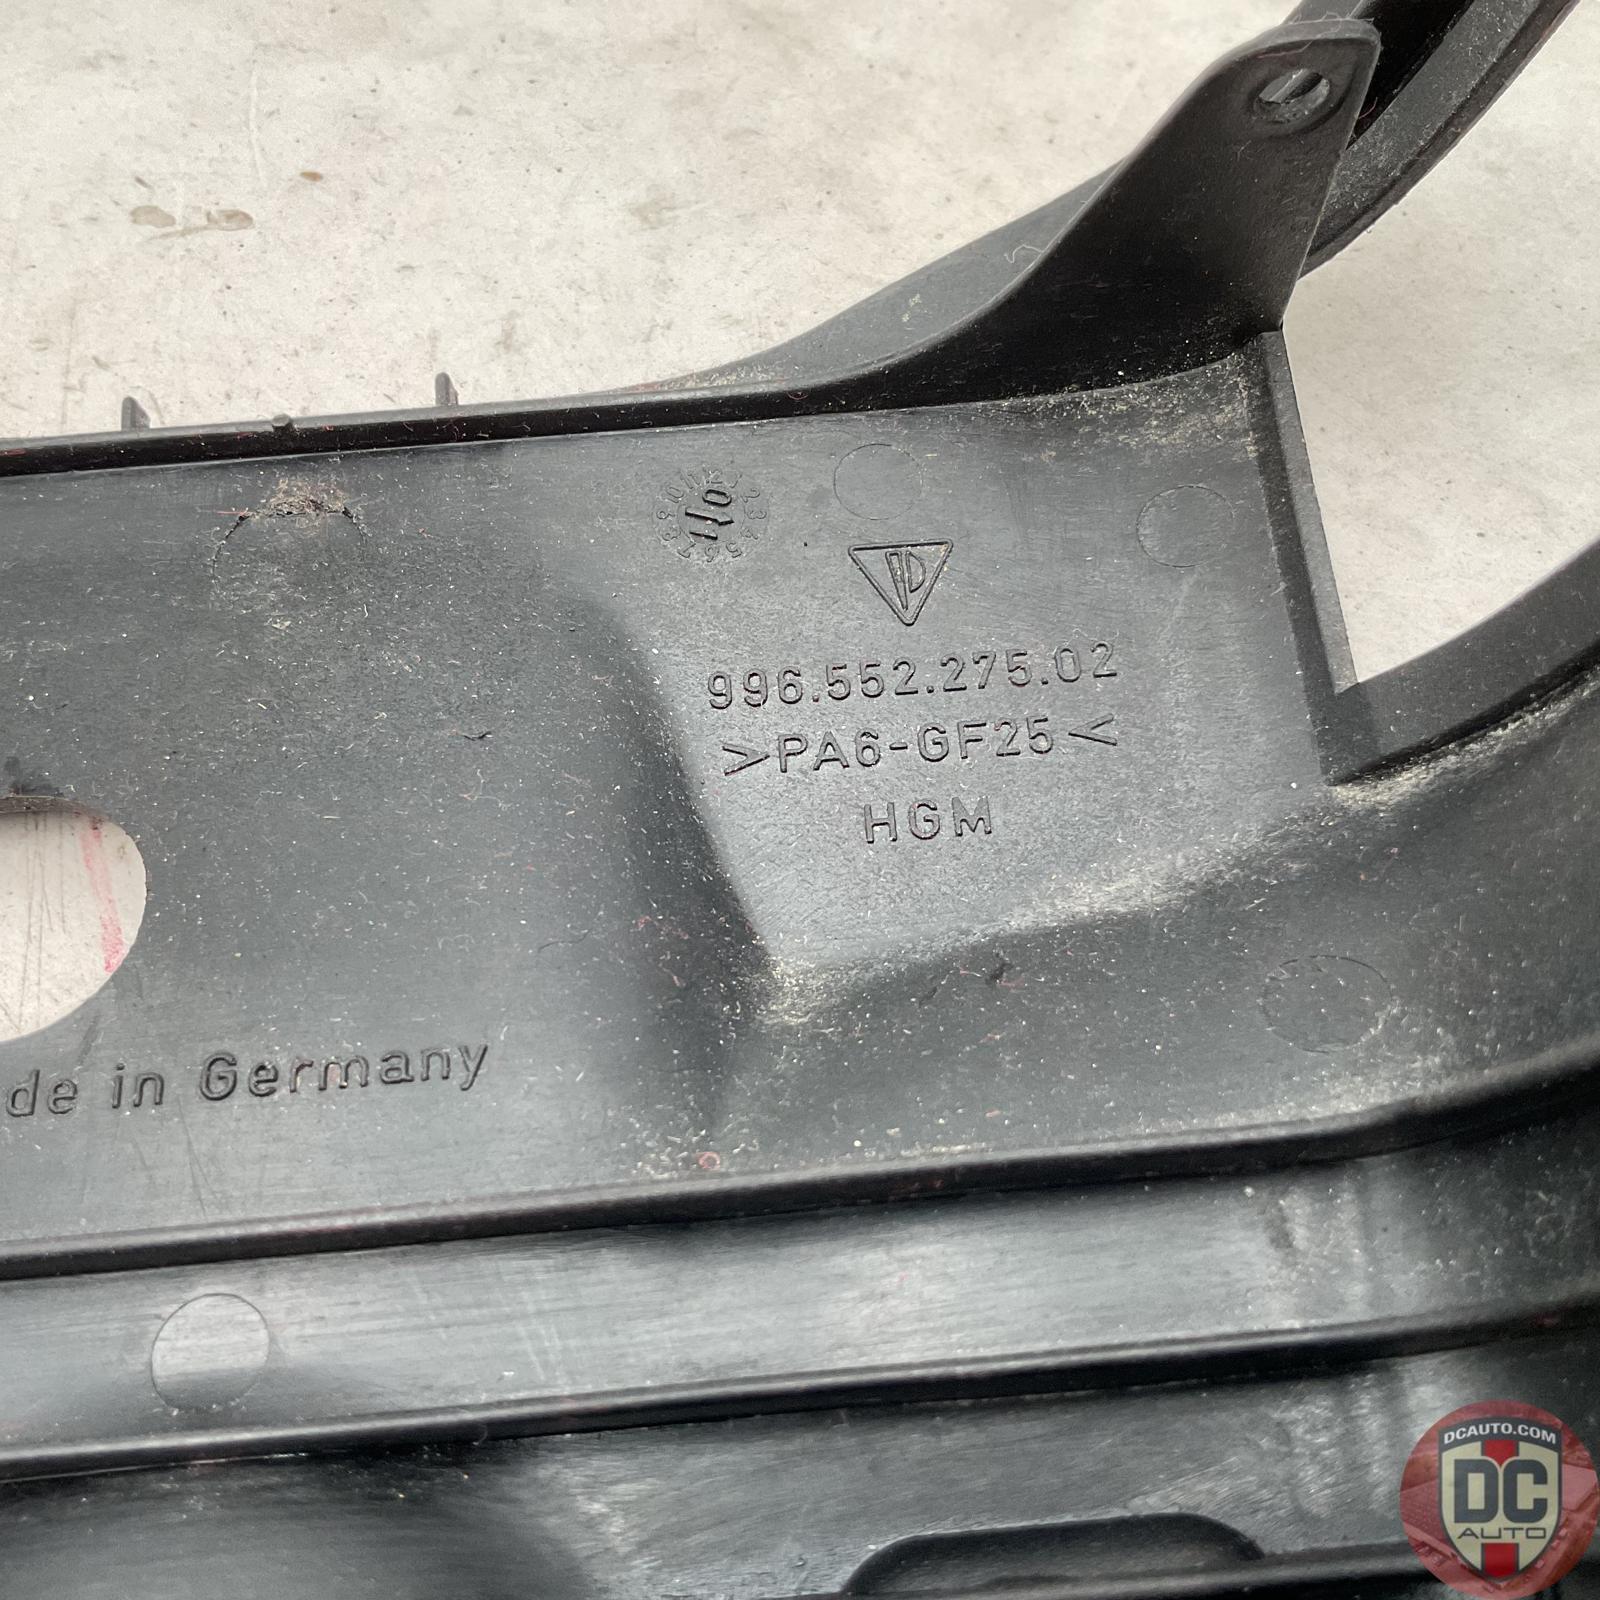 996.552.275.02
>PA6-GF25<
HGM
de in Germany
DCAUTO.COM
DC
AUTO